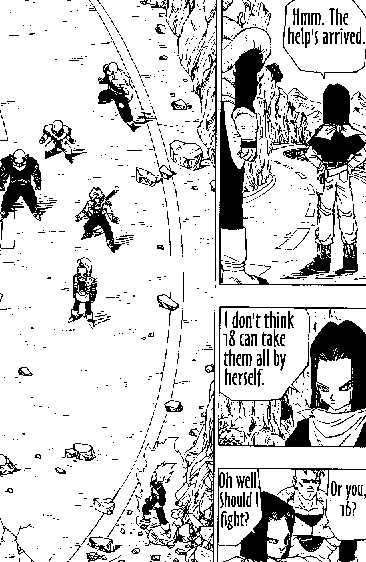 Hmm. The
help's arrived.
I don't think
18 can take
them all by
herself.
Oh well
Should I
fight?
Or you,
16?